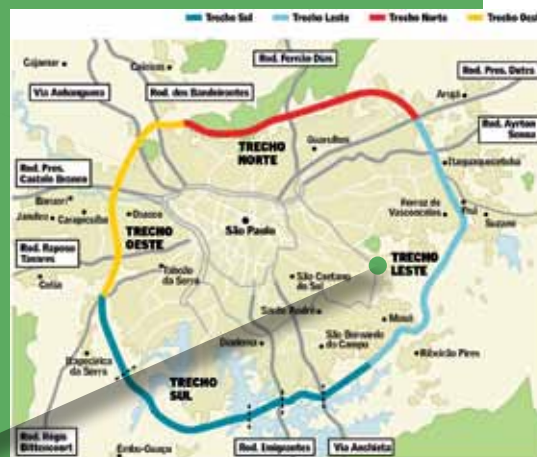 Trecho Sul Trecho Leste Trecho Norte Trecho Oest
Cajamar
Caieiras
Rod. Fernão Dias
Rod. Pres. Dutra
Via Anhanguera
Rod. dos Bandeirantes
Arujá
Rod. Ayrton
Senna
TRECHO
NORTE
Guarulhos
Itaquaquecetuba
Rod. Pres.
Castelo Branco
Barueri
Jandira
Carapicuíba
Osasco
TRECHO
OESTE
São Paulo
Ferraz de
Vasconcelos
Poá
Suzano
Rod. Raposo
Tavares
Cotia
Taboão
da Serra
São Caetano
do Sul
TRECHO
LESTE
Santo André
Mauá
Diadema
São Bernardo
do Campo
Ribeirão Pires
Itapecerica
da Serra
TRECHO
SUL
Rod. Régis
Bittencourt
Embu-Guaçu
Rod. Imigrantes
Via Anchieta